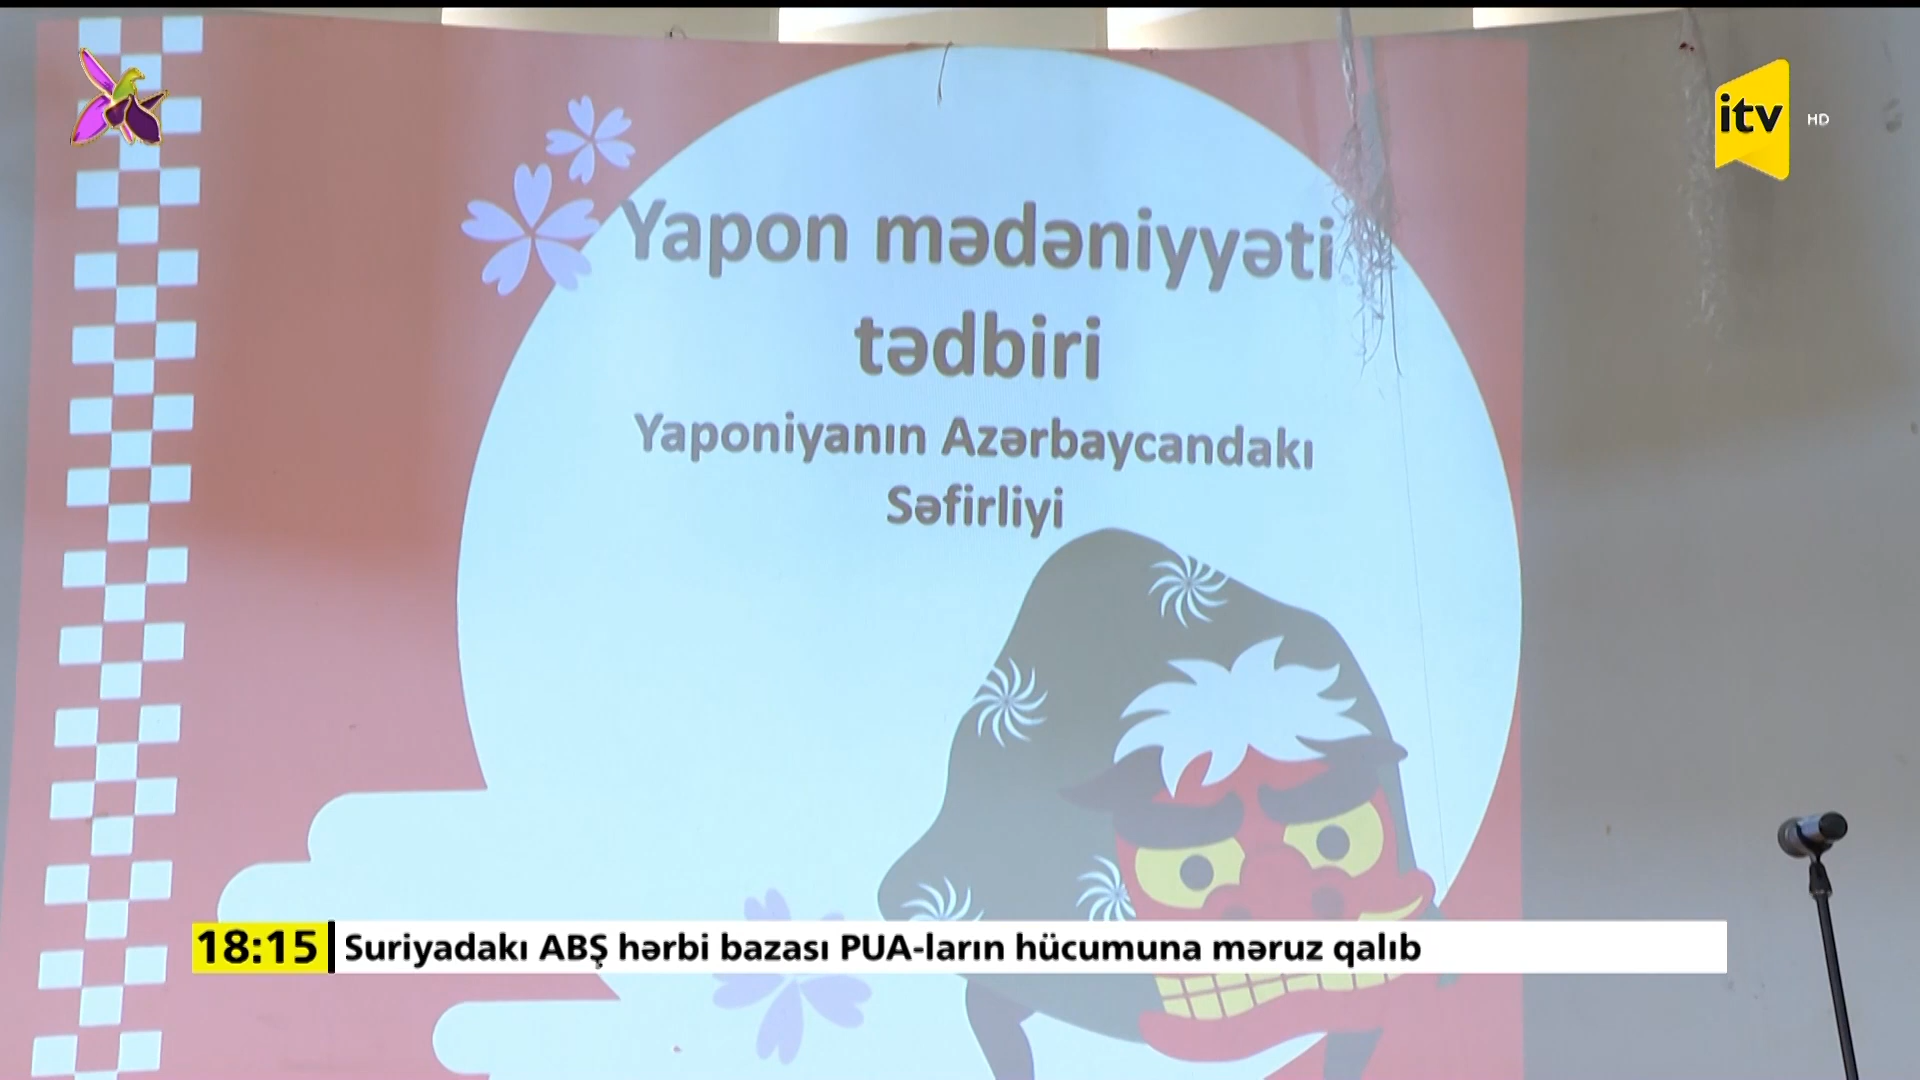 itv
HD
Yapon mədəniyyəti
tədbiri
Yaponiyanın Azərbaycandakı
Səfirliyi
18:15
Suriyadakı ABŞ hərbi bazası PUA-ların hücumuna məruz qalıb